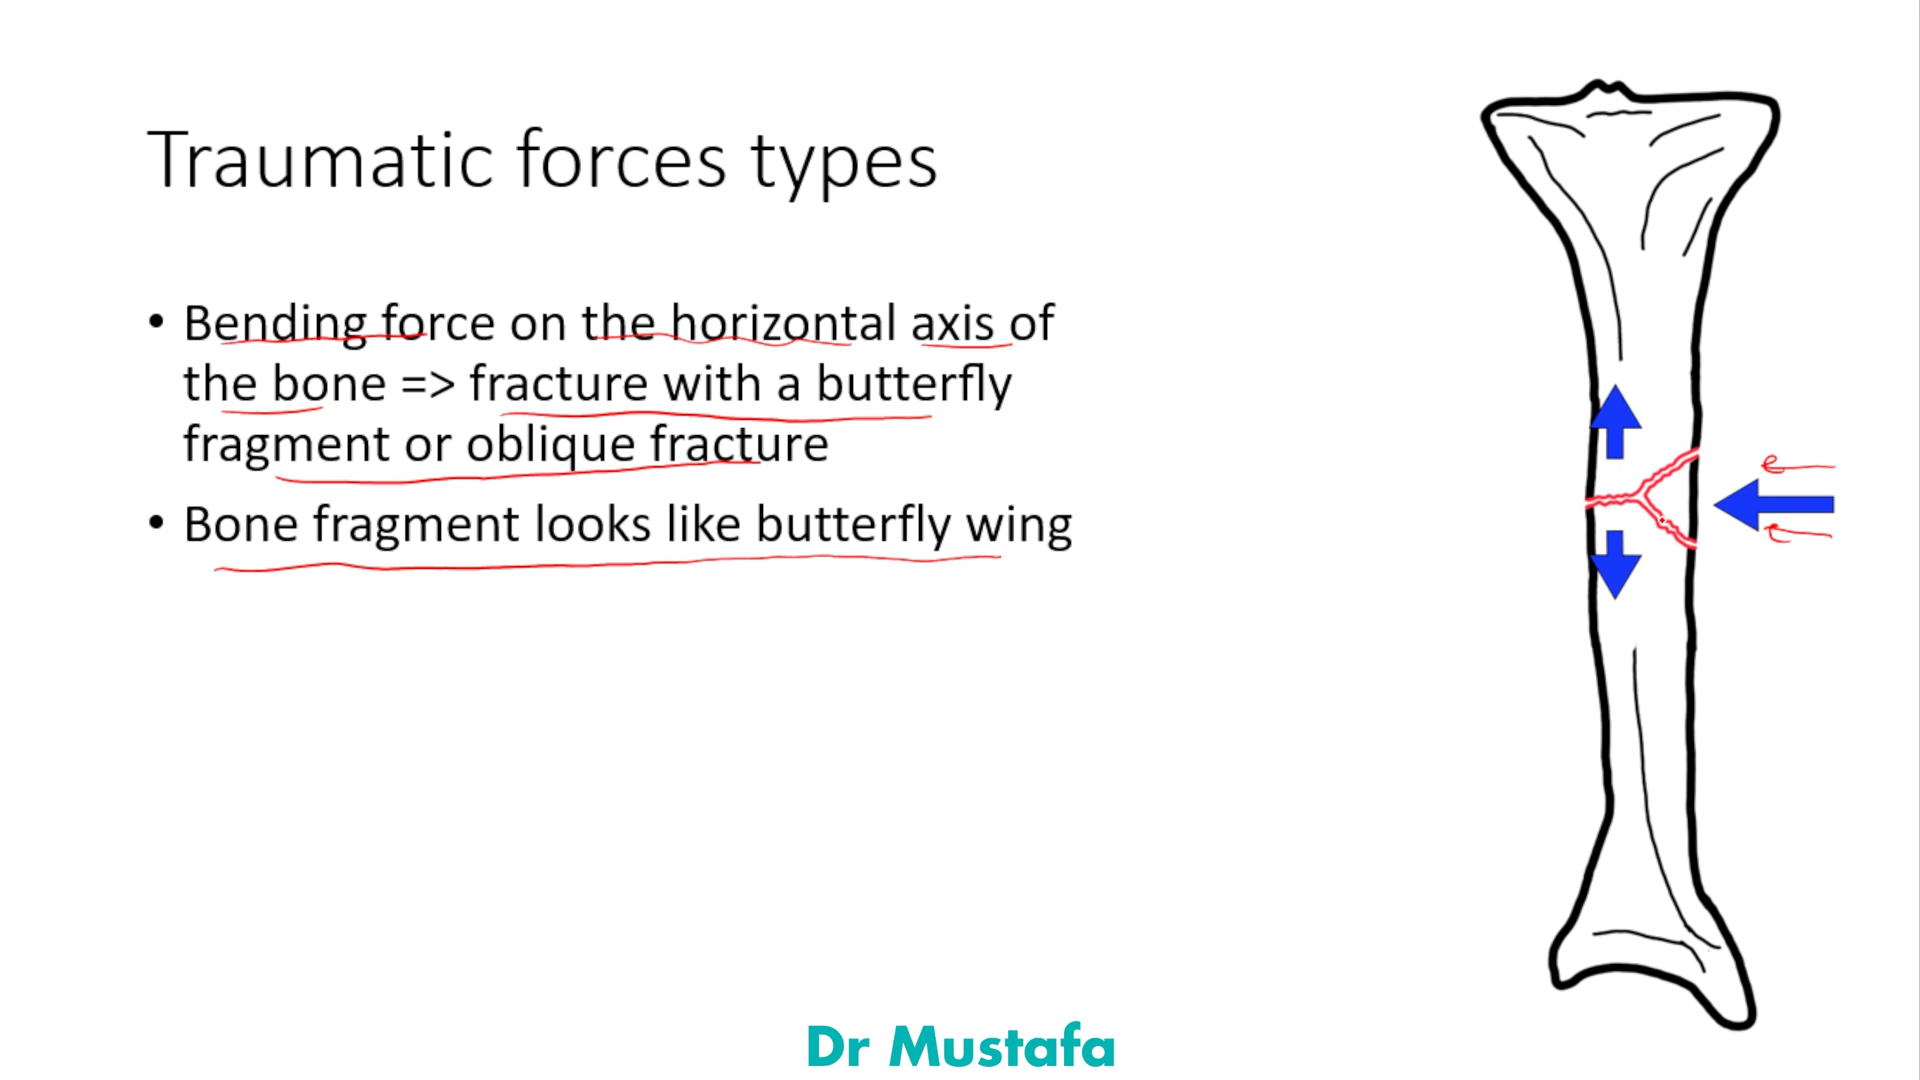 Traumatic forces types
• Bending force on the horizontal axis of
the bone => fracture with a butterfly
fragment or oblique fracture
• Bone fragment looks like butterfly wing
Dr Mustafa